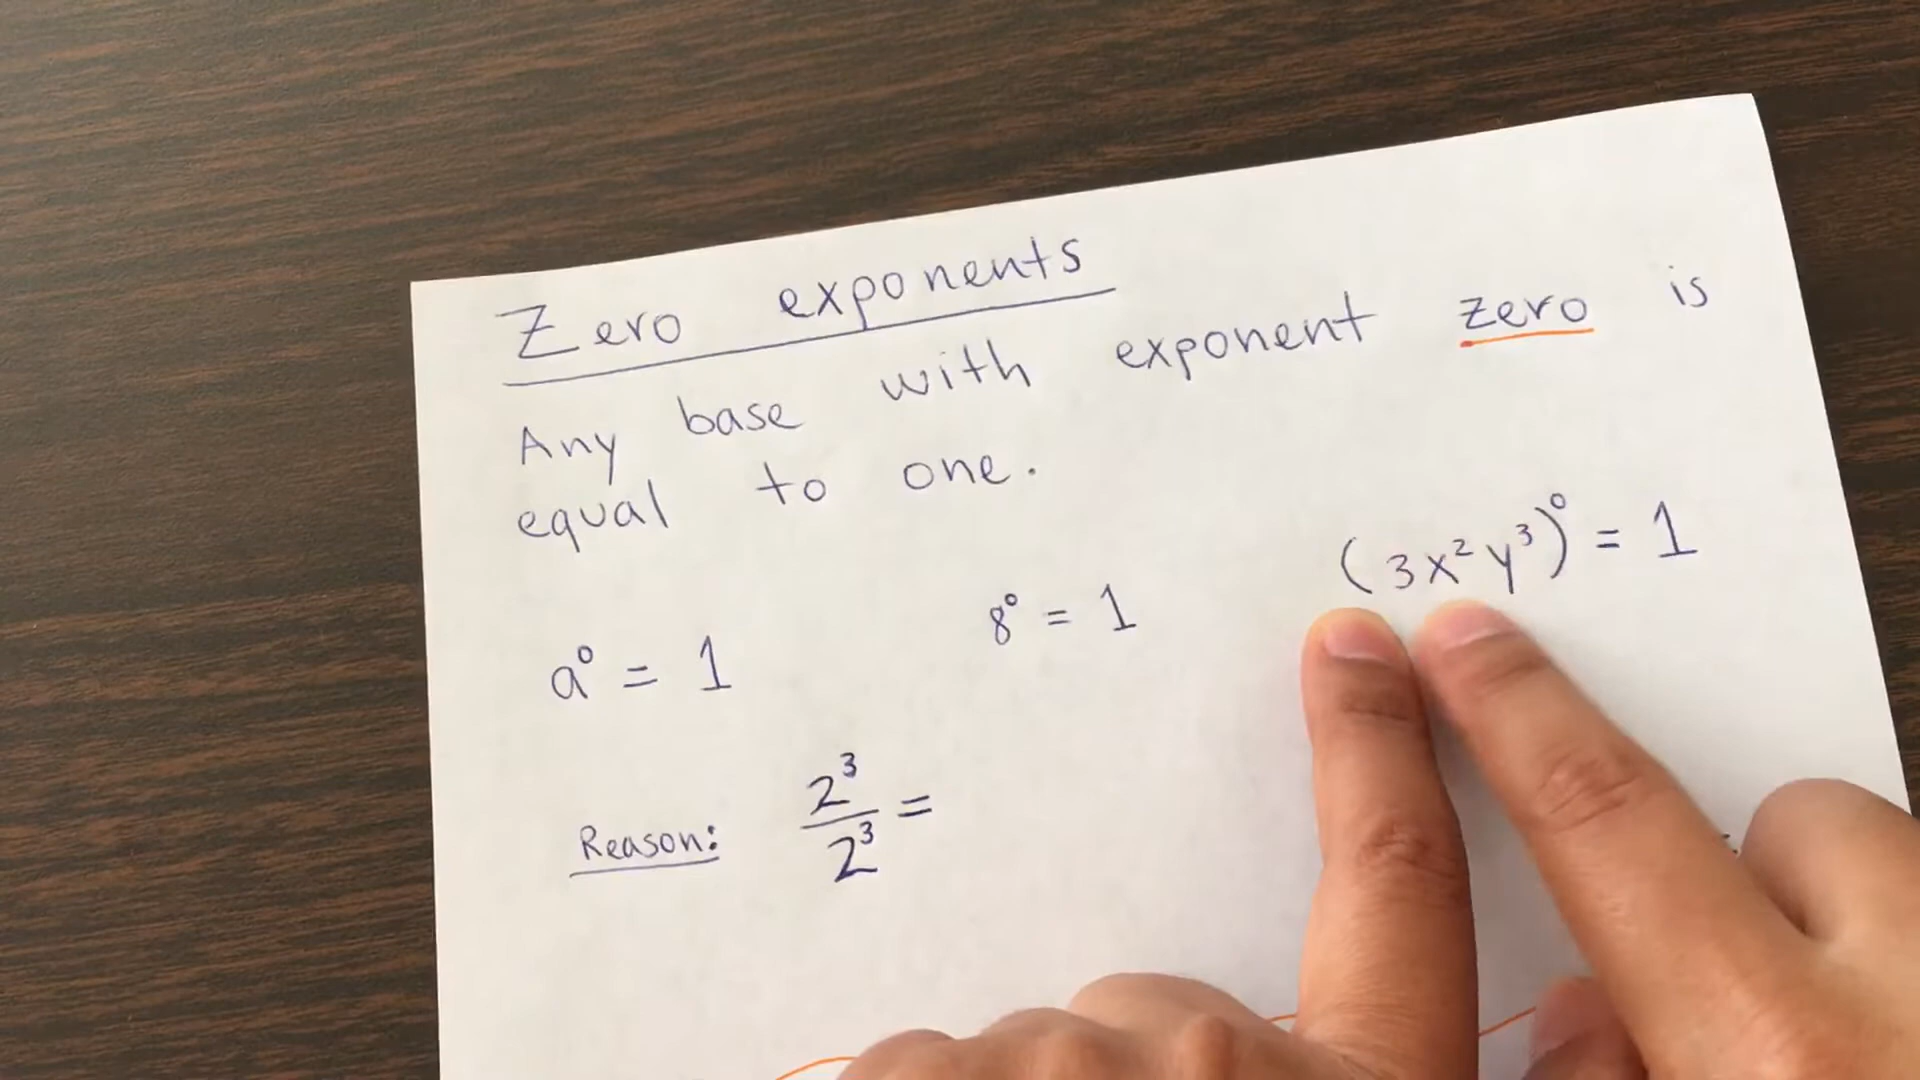 Zero exponents
Any base with exponent zero is
equal to one.
a⁰ = 1    8⁰ = 1    (3x²y³)⁰ = 1
Reason: 2³/2³ =